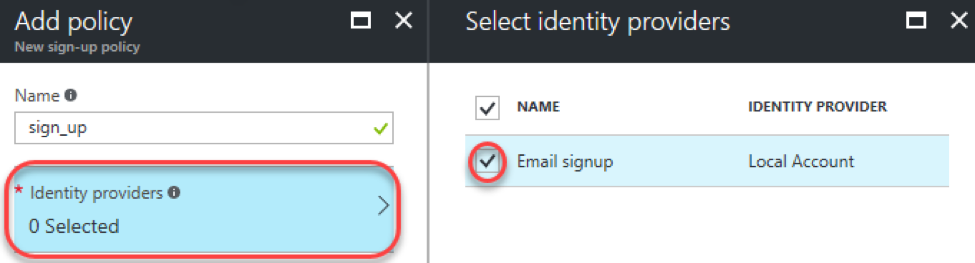 Add policy
New sign-up policy
Name
sign_up
* Identity providers
0 Selected
Select identity providers
NAME IDENTITY PROVIDER
Email signup Local Account